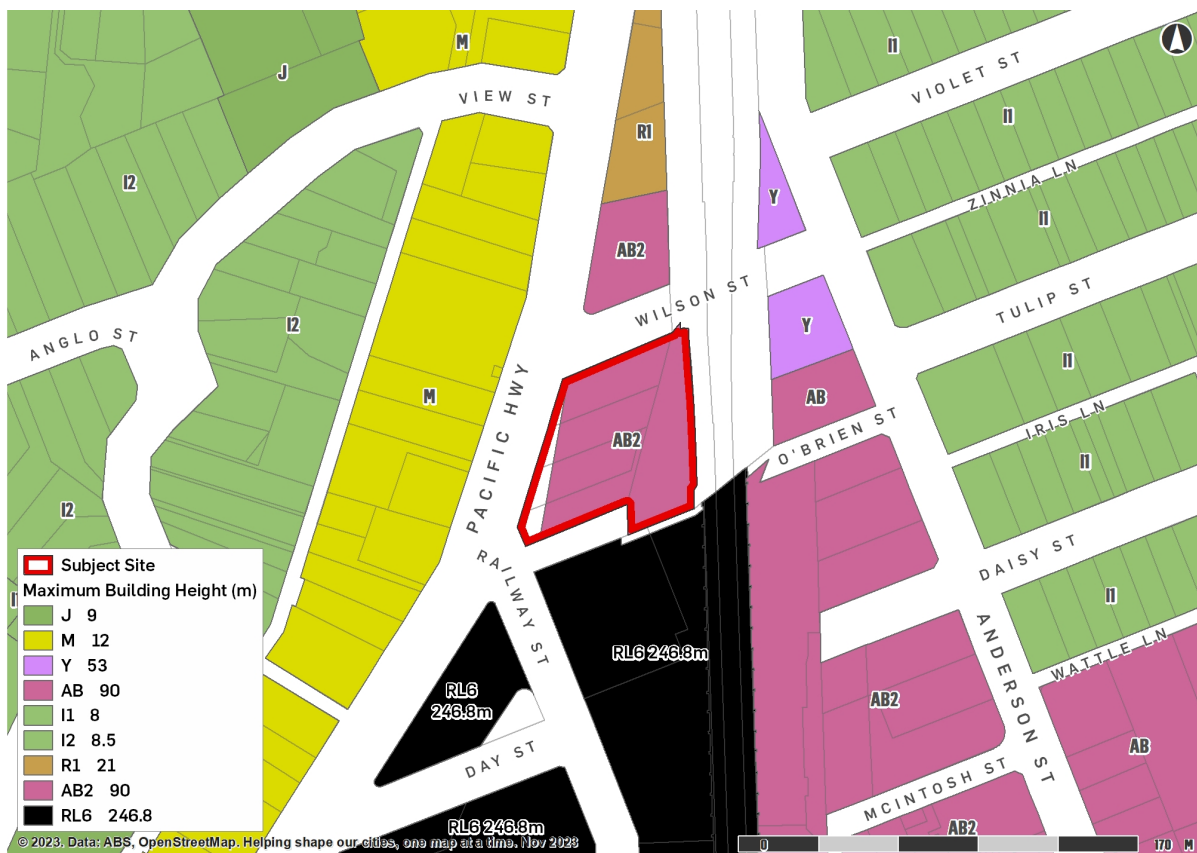 M
I1
J
VIEW ST
VIOLET ST
I1
R1
I2
ZINNIA LN
Y
I1
AB2
WILSON ST
TULIP ST
ANGLO ST
I2
Y
I1
PACIFIC HWY
M
AB
IRIS LN
O'BRIEN ST
AB2
I1
I2
RAILWAY ST
DAISY ST
I1
ANDERSON ST
WATTLE LN
RL6 246.8m
RL6
246.8m
AB2
AB
DAY ST
MCINTOSH ST
RL6 246.8m
AB2
Subject Site
Maximum Building Height (m)
J 9
M 12
Y 53
AB 90
I1 8
I2 8.5
R1 21
AB2 90
RL6 246.8
© 2023. Data: ABS, OpenStreetMap. Helping shape our cities, one map at a time. Nov 2023
0 170 M